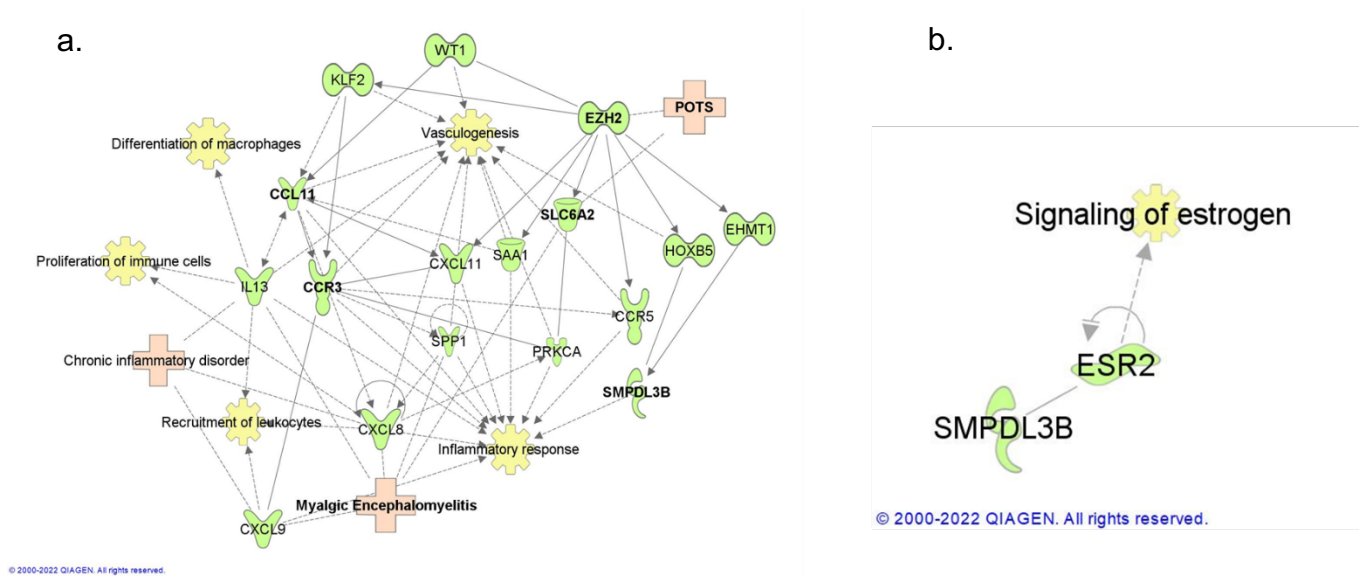 a.
b.
WT1
KLF2
POTS
EZH2
Vasculogenesis
Differentiation of macrophages
CCL11
SLC6A2
EHMT1
HOXB5
SAA1
CXCL11
Proliferation of immune cells
IL13
CCR3
CCR5
SPP1
PRKCA
Chronic inflammatory disorder
SMPDL3B
Recruitment of leukocytes
CXCL8
Inflammatory response
Myalgic Encephalomyelitis
CXCL9
© 2000-2022 QIAGEN. All rights reserved.
Signaling of estrogen
ESR2
SMPDL3B
© 2000-2022 QIAGEN. All rights reserved.